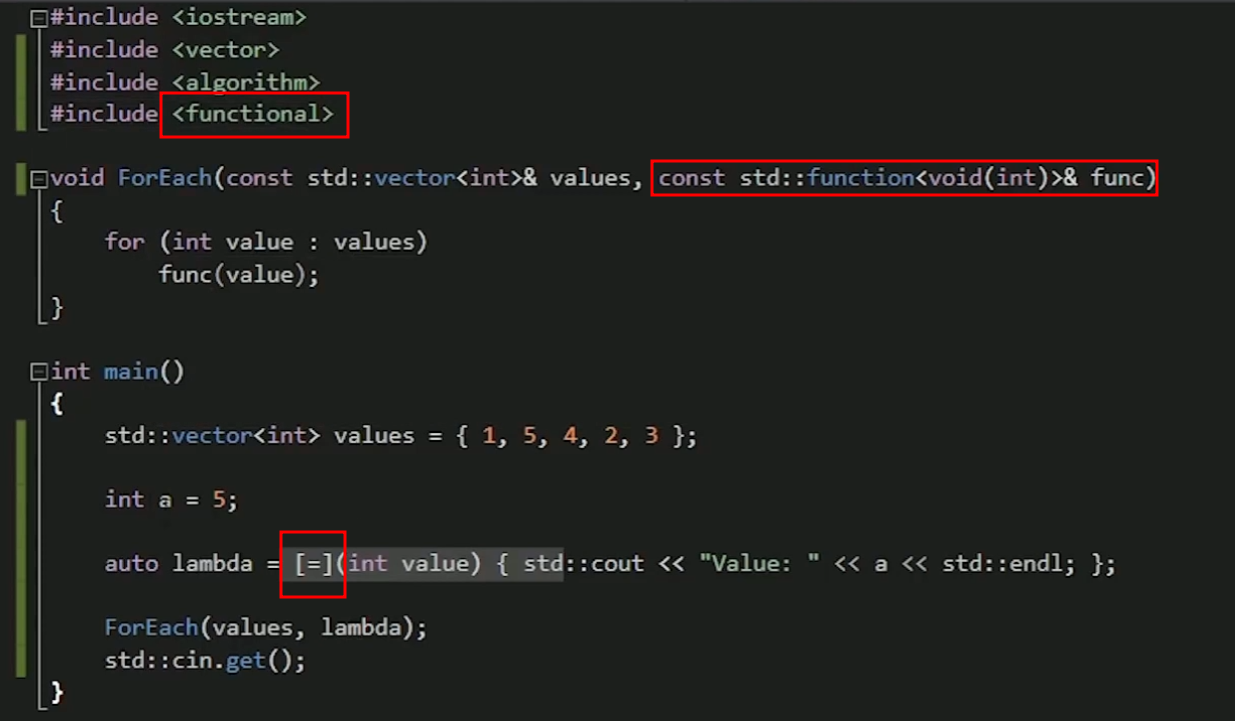 #include <iostream>
#include <vector>
#include <algorithm>
#include <functional>
void ForEach(const std::vector<int>& values, const std::function<void(int)>& func)
{
for (int value : values)
func(value);
}
int main()
{
std::vector<int> values = { 1, 5, 4, 2, 3 };
int a = 5;
auto lambda = [=](int value) { std::cout << "Value: " << a << std::endl; };
ForEach(values, lambda);
std::cin.get();
}